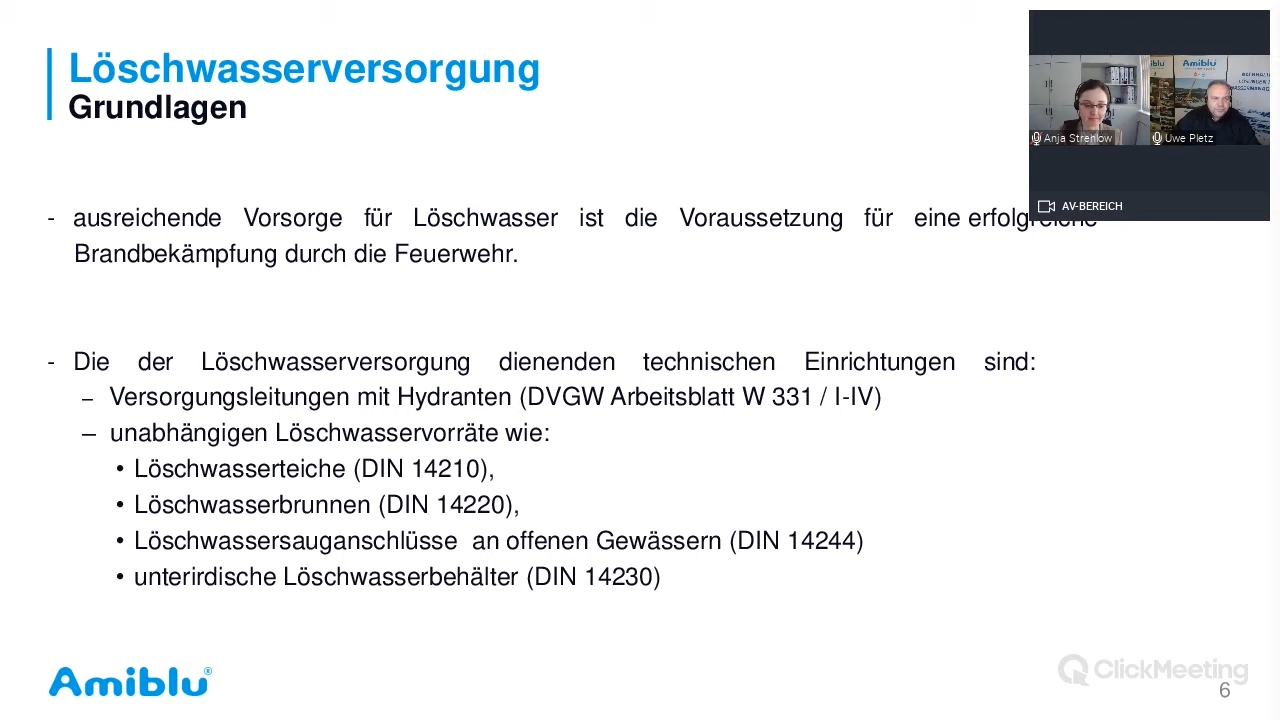 Löschwasserversorgung
Grundlagen
- ausreichende Vorsorge für Löschwasser ist die Voraussetzung für eine erfolgreiche
Brandbekämpfung durch die Feuerwehr.
- Die der Löschwasserversorgung dienenden technischen Einrichtungen sind:
– Versorgungsleitungen mit Hydranten (DVGW Arbeitsblatt W 331 / I-IV)
– unabhängigen Löschwasservorräte wie:
• Löschwasserteiche (DIN 14210),
• Löschwasserbrunnen (DIN 14220),
• Löschwassersauganschlüsse an offenen Gewässern (DIN 14244)
• unterirdische Löschwasserbehälter (DIN 14230)
Amiblu
Anja Strehlow
Uwe Pletz
AV-BEREICH
Amiblu®
ClickMeeting
6